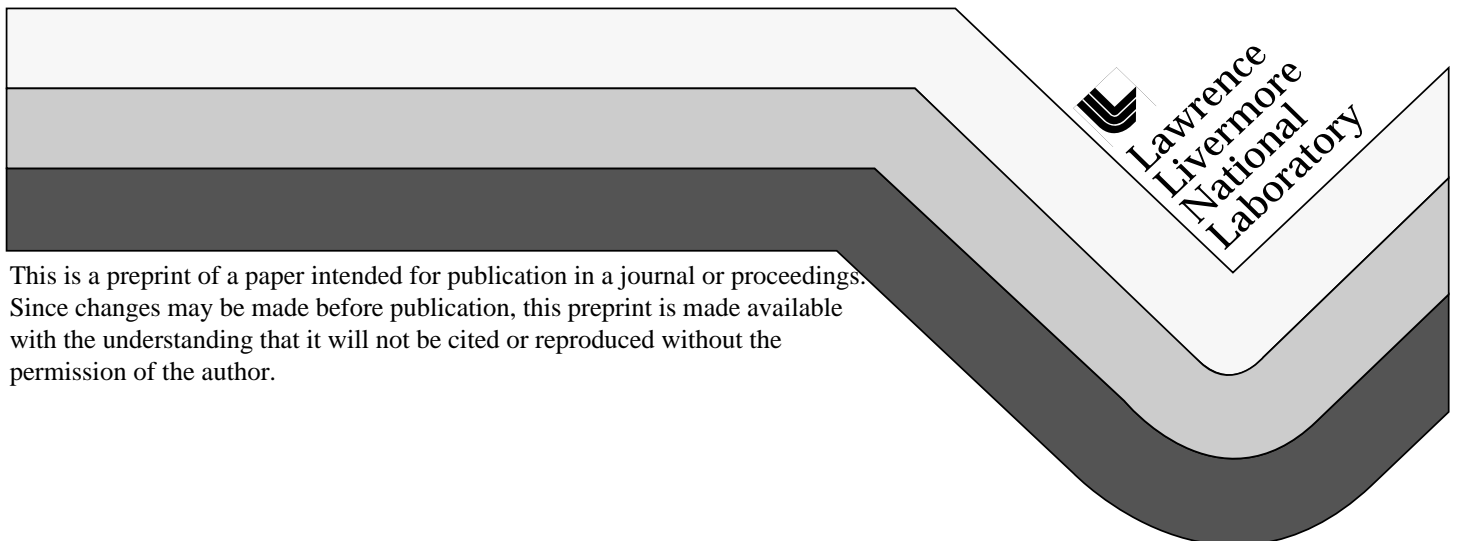 Lawrence
Livermore
National
Laboratory
This is a preprint of a paper intended for publication in a journal or proceedings.
Since changes may be made before publication, this preprint is made available
with the understanding that it will not be cited or reproduced without the
permission of the author.